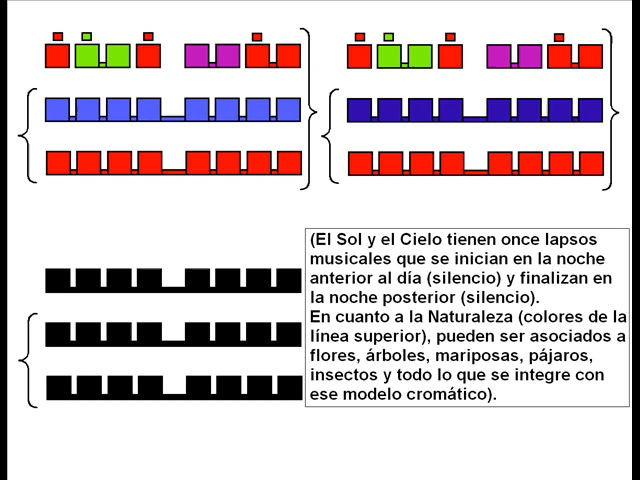 (El Sol y el Cielo tienen once lapsos
musicales que se inician en la noche
anterior al día (silencio) y finalizan en
la noche posterior (silencio).
En cuanto a la Naturaleza (colores de la
línea superior), pueden ser asociados a
flores, árboles, mariposas, pájaros,
insectos y todo lo que se integre con
ese modelo cromático).